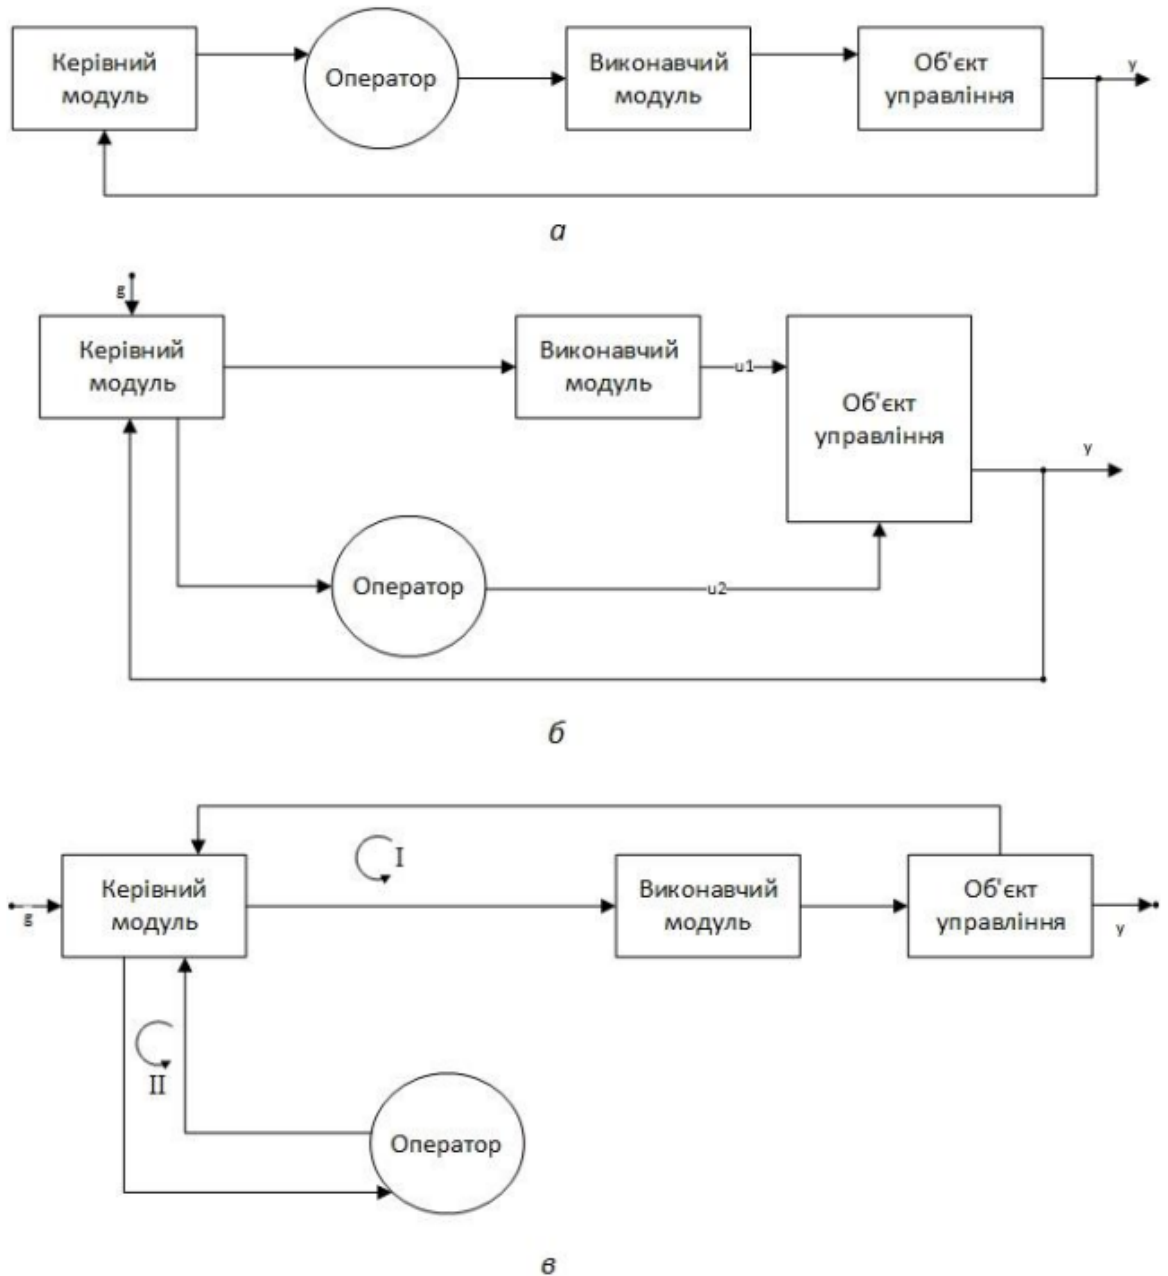 Керівний
модуль
Оператор
Виконавчий
модуль
Об'єкт
управління
y
а
g
Керівний
модуль
Виконавчий
модуль
u1
Об'єкт
управління
y
Оператор
u2
б
I
Керівний
модуль
Виконавчий
модуль
Об'єкт
управління
g
y
II
Оператор
в